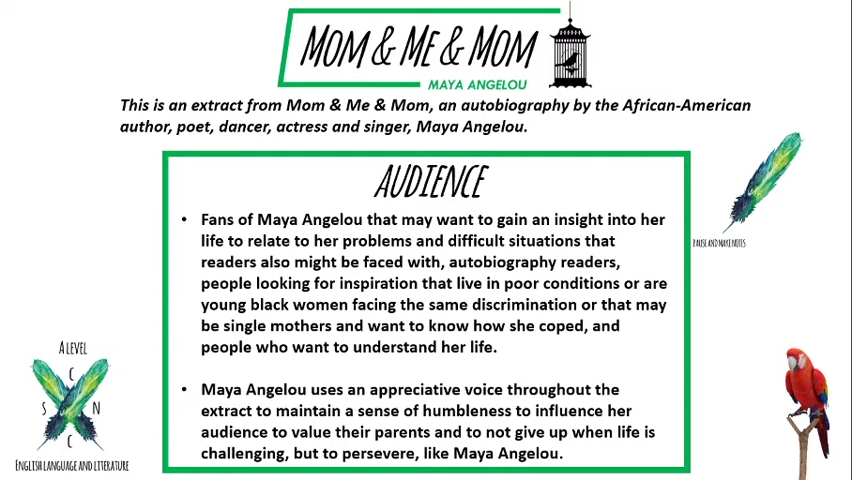 MOM & ME & MOM
MAYA ANGELOU
This is an extract from Mom & Me & Mom, an autobiography by the African-American
author, poet, dancer, actress and singer, Maya Angelou.
AUDIENCE
• Fans of Maya Angelou that may want to gain an insight into her
life to relate to her problems and difficult situations that
readers also might be faced with, autobiography readers,
people looking for inspiration that live in poor conditions or are
young black women facing the same discrimination or that may
be single mothers and want to know how she coped, and
people who want to understand her life.
• Maya Angelou uses an appreciative voice throughout the
extract to maintain a sense of humbleness to influence her
audience to value their parents and to not give up when life is
challenging, but to persevere, like Maya Angelou.
PAUSE AND MAKE NOTES
A LEVEL
C
S N
C
ENGLISH LANGUAGE AND LITERATURE